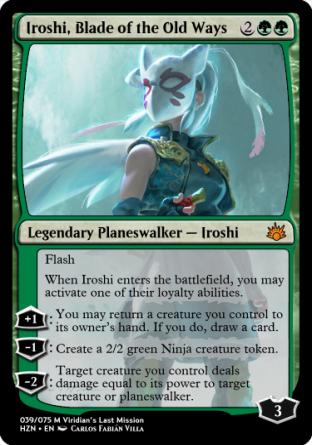 Iroshi, Blade of the Old Ways 2
Legendary Planeswalker — Iroshi
Flash
When Iroshi enters the battlefield, you may
activate one of their loyalty abilities.
+1: You may return a creature you control to
its owner's hand. If you do, draw a card.
-1: Create a 2/2 green Ninja creature token.
-2: Target creature you control deals
damage equal to its power to target
creature or planeswalker.
3
039/075 M Viridian's Last Mission
HZN • EN Carlos Fabián Villa